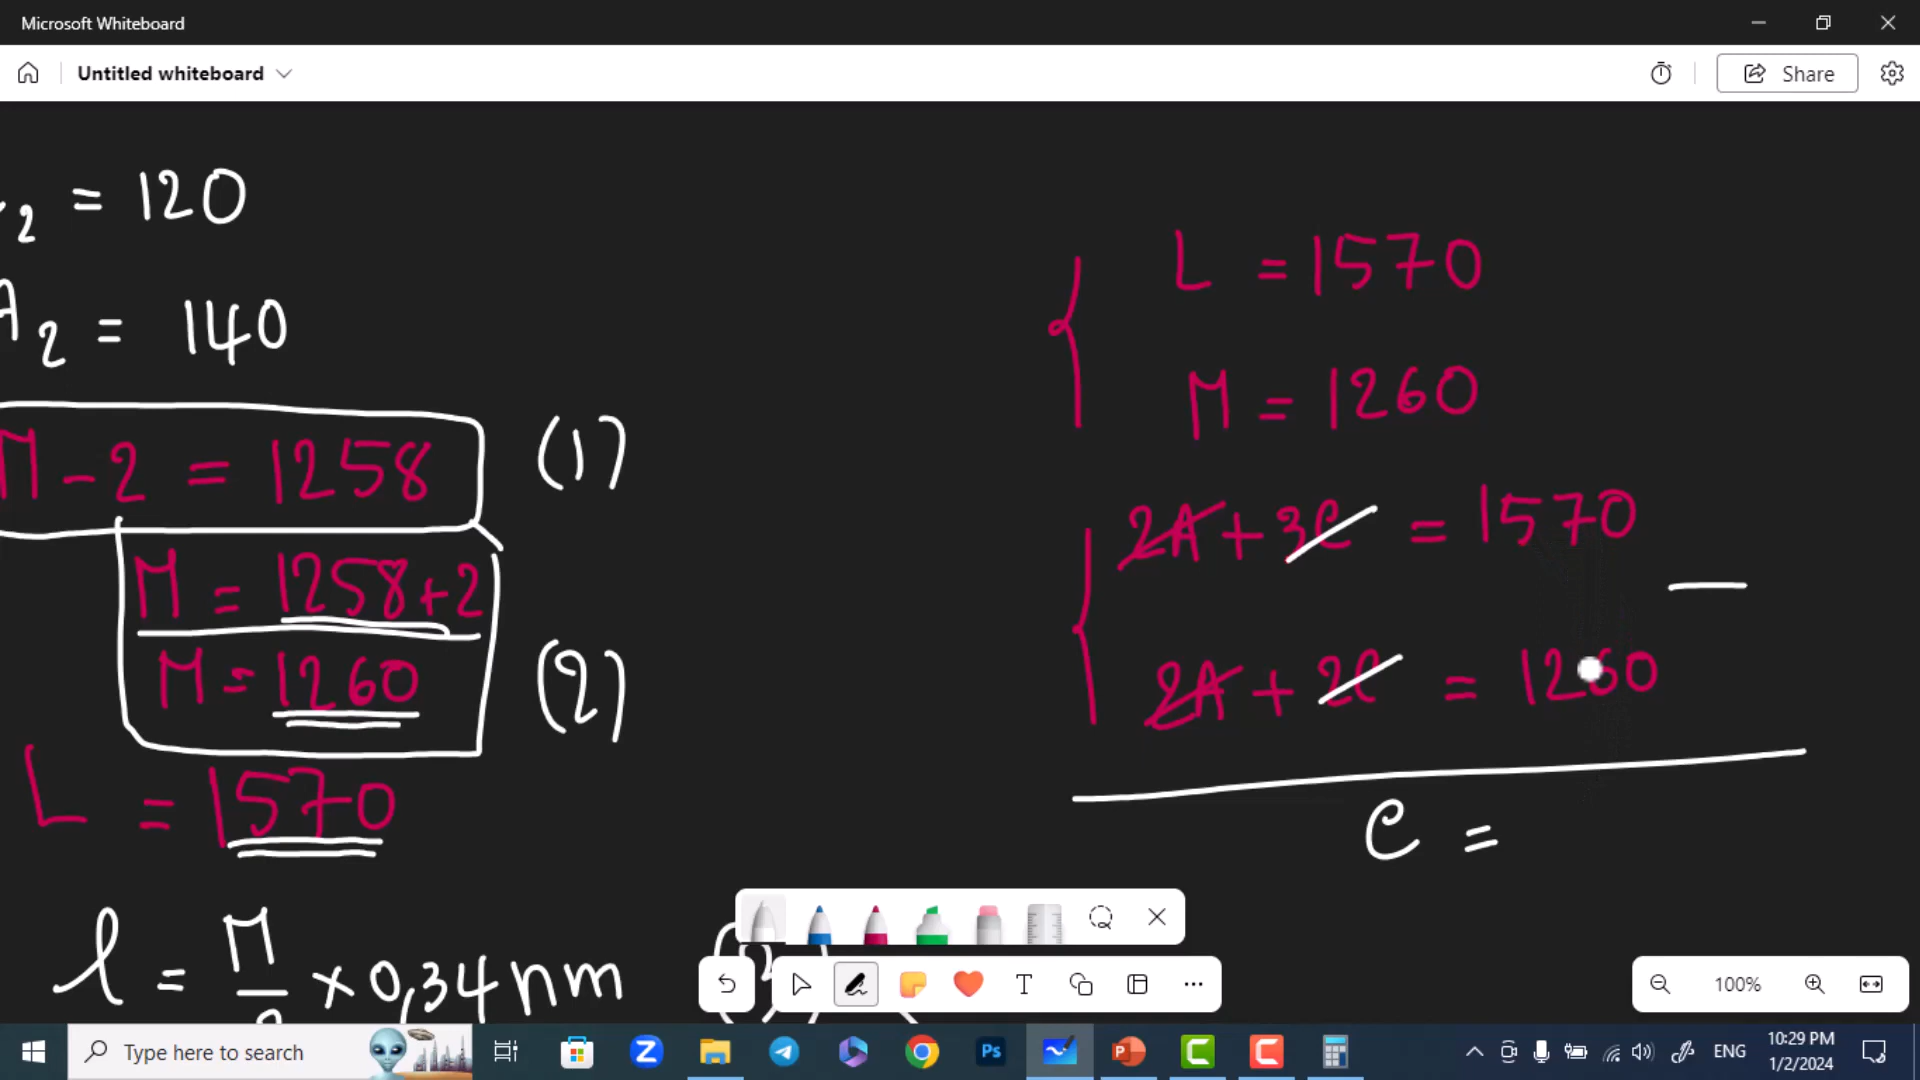 Microsoft Whiteboard
Untitled whiteboard
Share
2 = 120
A2 = 140
M - 2 = 1258 (1)
M = 1258+2
M = 1260 (2)
L = 1570
l = M × 0,34 nm
L = 1570
M = 1260
2A + 3C = 1570
2A + 2C = 1260
C =
100%
Type here to search
ENG
10:29 PM
1/2/2024